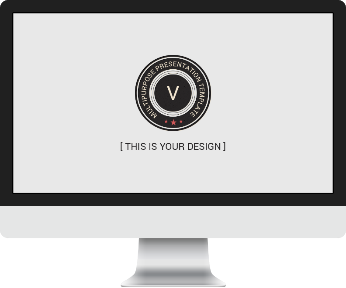 MULTIPURPOSE PRESENTATION TEMPLATE
V
[ THIS IS YOUR DESIGN ]